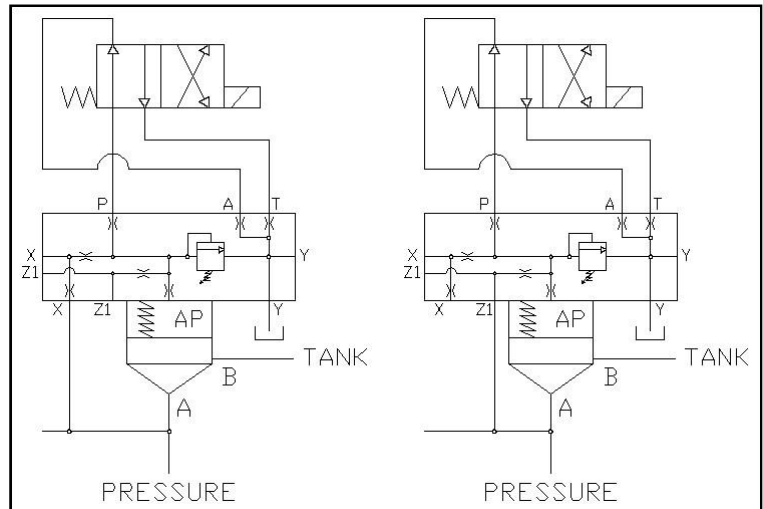 P A T
X Y
Z1
X Z1 Y
AP
TANK
B
A
PRESSURE
P A T
X Y
Z1
X Z1 Y
AP
TANK
B
A
PRESSURE